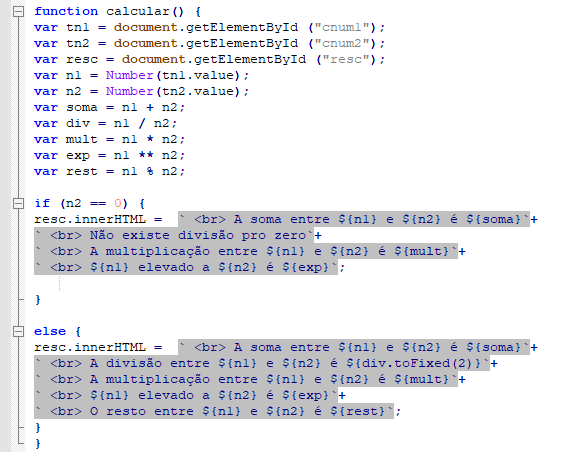 function calcular() {
var tn1 = document.getElementById ("cnum1");
var tn2 = document.getElementById ("cnum2");
var resc = document.getElementById ("resc");
var n1 = Number(tn1.value);
var n2 = Number(tn2.value);
var soma = n1 + n2;
var div = n1 / n2;
var mult = n1 * n2;
var exp = n1 ** n2;
var rest = n1 % n2;
if (n2 == 0) {
resc.innerHTML =  ` <br> A soma entre ${n1} e ${n2} é ${soma}`+
` <br> Não existe divisão pro zero`+
` <br> A multiplicação entre ${n1} e ${n2} é ${mult}`+
` <br> ${n1} elevado a ${n2} é ${exp}`;
}
else {
resc.innerHTML =  ` <br> A soma entre ${n1} e ${n2} é ${soma}`+
` <br> A divisão entre ${n1} e ${n2} é ${div.toFixed(2)}`+
` <br> A multiplicação entre ${n1} e ${n2} é ${mult}`+
` <br> ${n1} elevado a ${n2} é ${exp}`+
` <br> O resto entre ${n1} e ${n2} é ${rest}`;
}
}